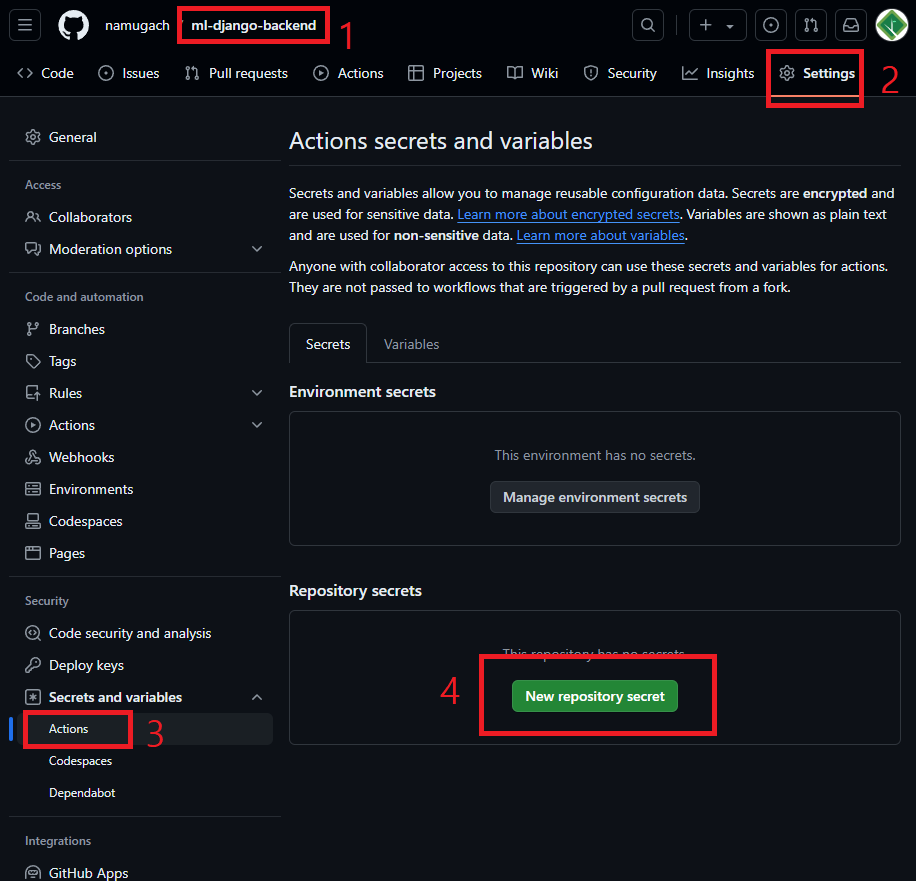 namugach ml-django-backend 1
Code Issues Pull requests Actions Projects Wiki Security Insights Settings 2
General
Access
Collaborators
Moderation options
Code and automation
Branches
Tags
Rules
Actions
Webhooks
Environments
Codespaces
Pages
Security
Code security and analysis
Deploy keys
Secrets and variables
Actions 3
Codespaces
Dependabot
Integrations
GitHub Apps
Actions secrets and variables
Secrets and variables allow you to manage reusable configuration data. Secrets are encrypted and
are used for sensitive data. Learn more about encrypted secrets. Variables are shown as plain text
and are used for non-sensitive data. Learn more about variables.
Anyone with collaborator access to this repository can use these secrets and variables for actions.
They are not passed to workflows that are triggered by a pull request from a fork.
Secrets Variables
Environment secrets
This environment has no secrets.
Manage environment secrets
Repository secrets
This repository has no secrets.
4 New repository secret